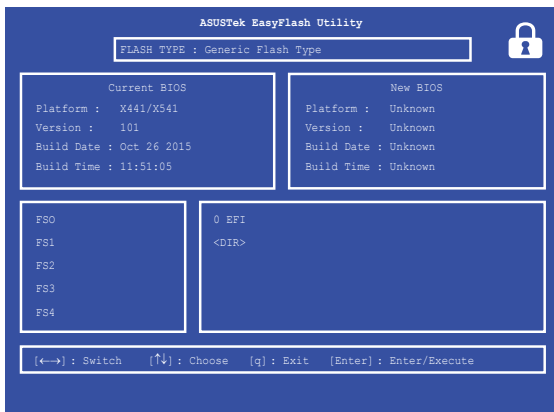 ASUSTek EasyFlash Utility
FLASH TYPE : Generic Flash Type
Current BIOS
Platform : X441/X541
Version : 101
Build Date : Oct 26 2015
Build Time : 11:51:05
New BIOS
Platform : Unknown
Version : Unknown
Build Date : Unknown
Build Time : Unknown
FSO
FS1
FS2
FS3
FS4
0 EFI
<DIR>
[←→] : Switch [↑↓] : Choose [q] : Exit [Enter] : Enter/Execute